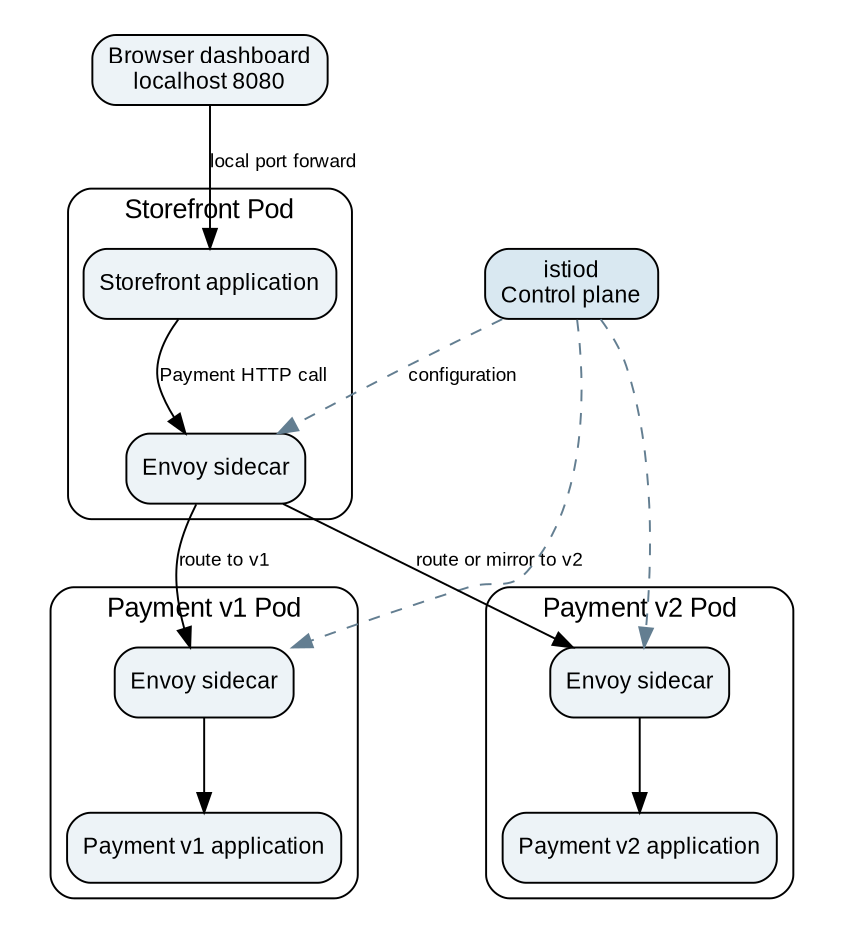 Browser dashboard
localhost 8080
local port forward
Storefront Pod
Storefront application
istiod
Control plane
Payment HTTP call
configuration
Envoy sidecar
route to v1
route or mirror to v2
Payment v1 Pod
Payment v2 Pod
Envoy sidecar
Envoy sidecar
Payment v1 application
Payment v2 application